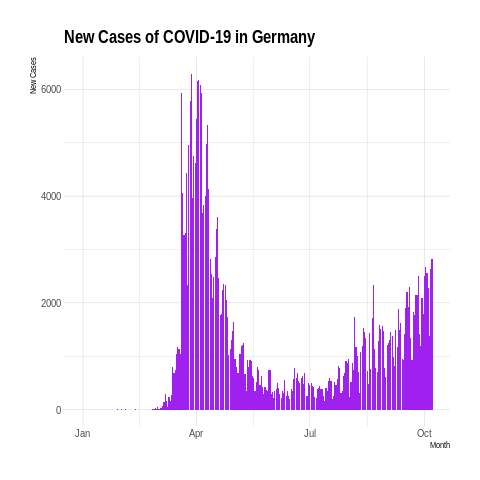 New Cases of COVID-19 in Germany
New Cases
6000
4000
2000
0
Jan Apr Jul Oct
Month